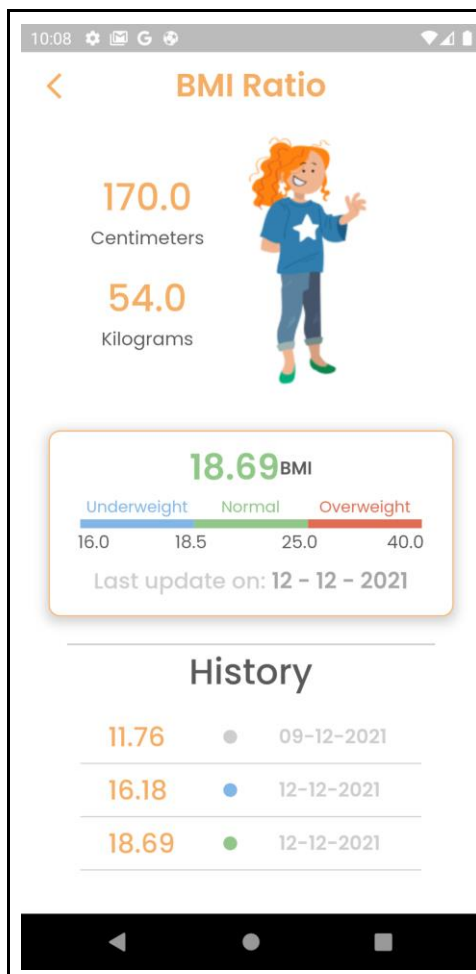 10:08
BMI Ratio
170.0
Centimeters
54.0
Kilograms
18.69 BMI
Underweight Normal Overweight
16.0 18.5 25.0 40.0
Last update on: 12 - 12 - 2021
History
11.76 09-12-2021
16.18 12-12-2021
18.69 12-12-2021